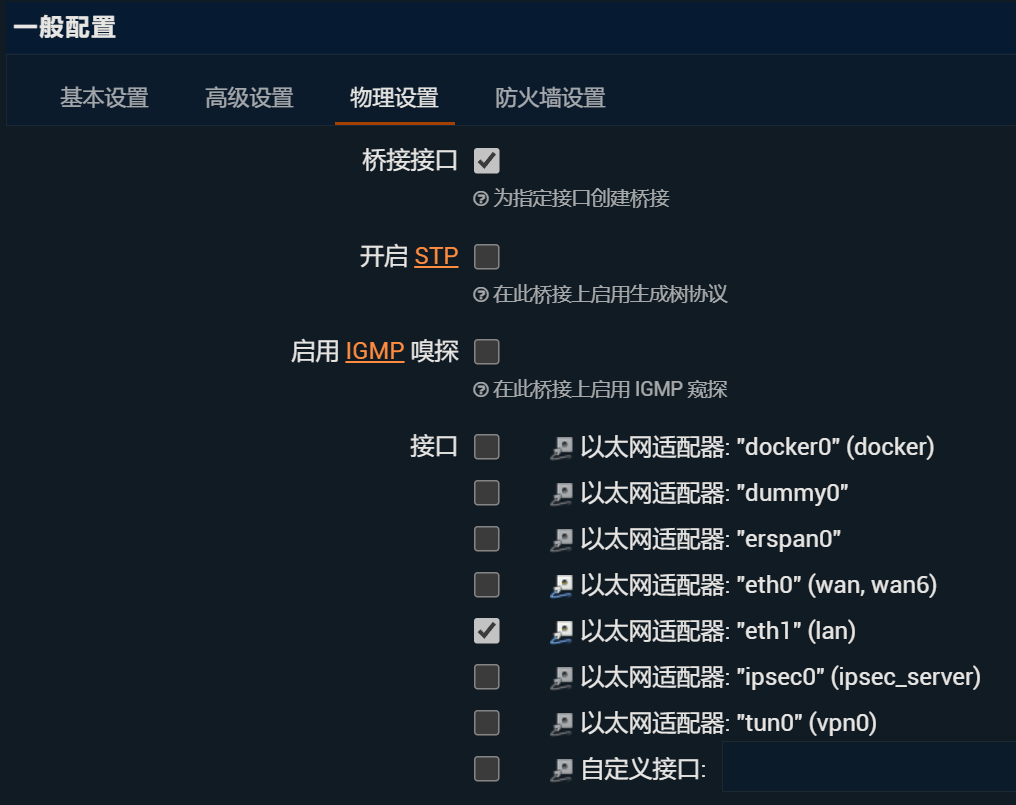 一般配置
基本设置 高级设置 物理设置 防火墙设置
桥接接口
为指定接口创建桥接
开启 STP
在此桥接上启用生成树协议
启用 IGMP 嗅探
在此桥接上启用 IGMP 窥探
接口 以太网适配器: "docker0" (docker)
以太网适配器: "dummy0"
以太网适配器: "erspan0"
以太网适配器: "eth0" (wan, wan6)
以太网适配器: "eth1" (lan)
以太网适配器: "ipsec0" (ipsec_server)
以太网适配器: "tun0" (vpn0)
自定义接口: